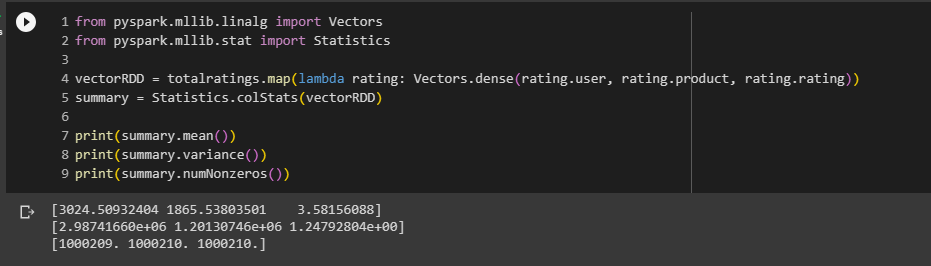 1 from pyspark.mllib.linalg import Vectors
2 from pyspark.mllib.stat import Statistics
3
4 vectorRDD = totalratings.map(lambda rating: Vectors.dense(rating.user, rating.product, rating.rating))
5 summary = Statistics.colStats(vectorRDD)
6
7 print(summary.mean())
8 print(summary.variance())
9 print(summary.numNonzeros())
[3024.50932404 1865.53803501    3.58156088]
[2.98741660e+06 1.20130746e+06 1.24792804e+00]
[1000209. 1000210. 1000210.]